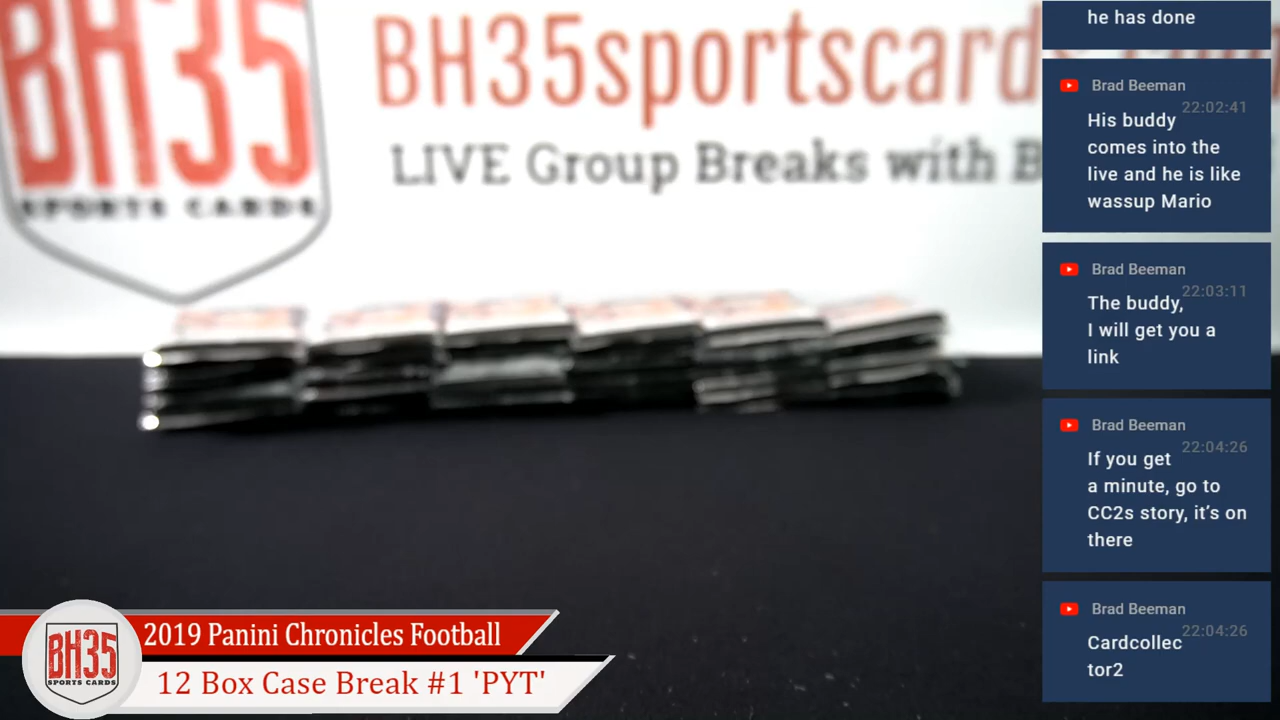 BH35
SPORTS CARDS
BH35sportscard
LIVE Group Breaks with B
he has done
Brad Beeman
22:02:41
His buddy
comes into the
live and he is like
wassup Mario
Brad Beeman
22:03:11
The buddy,
I will get you a
link
Brad Beeman
22:04:26
If you get
a minute, go to
CC2s story, it's on
there
Brad Beeman
22:04:26
Cardcollec
tor2
2019 Panini Chronicles Football
12 Box Case Break #1 'PYT'
BH35
SPORTS CARDS